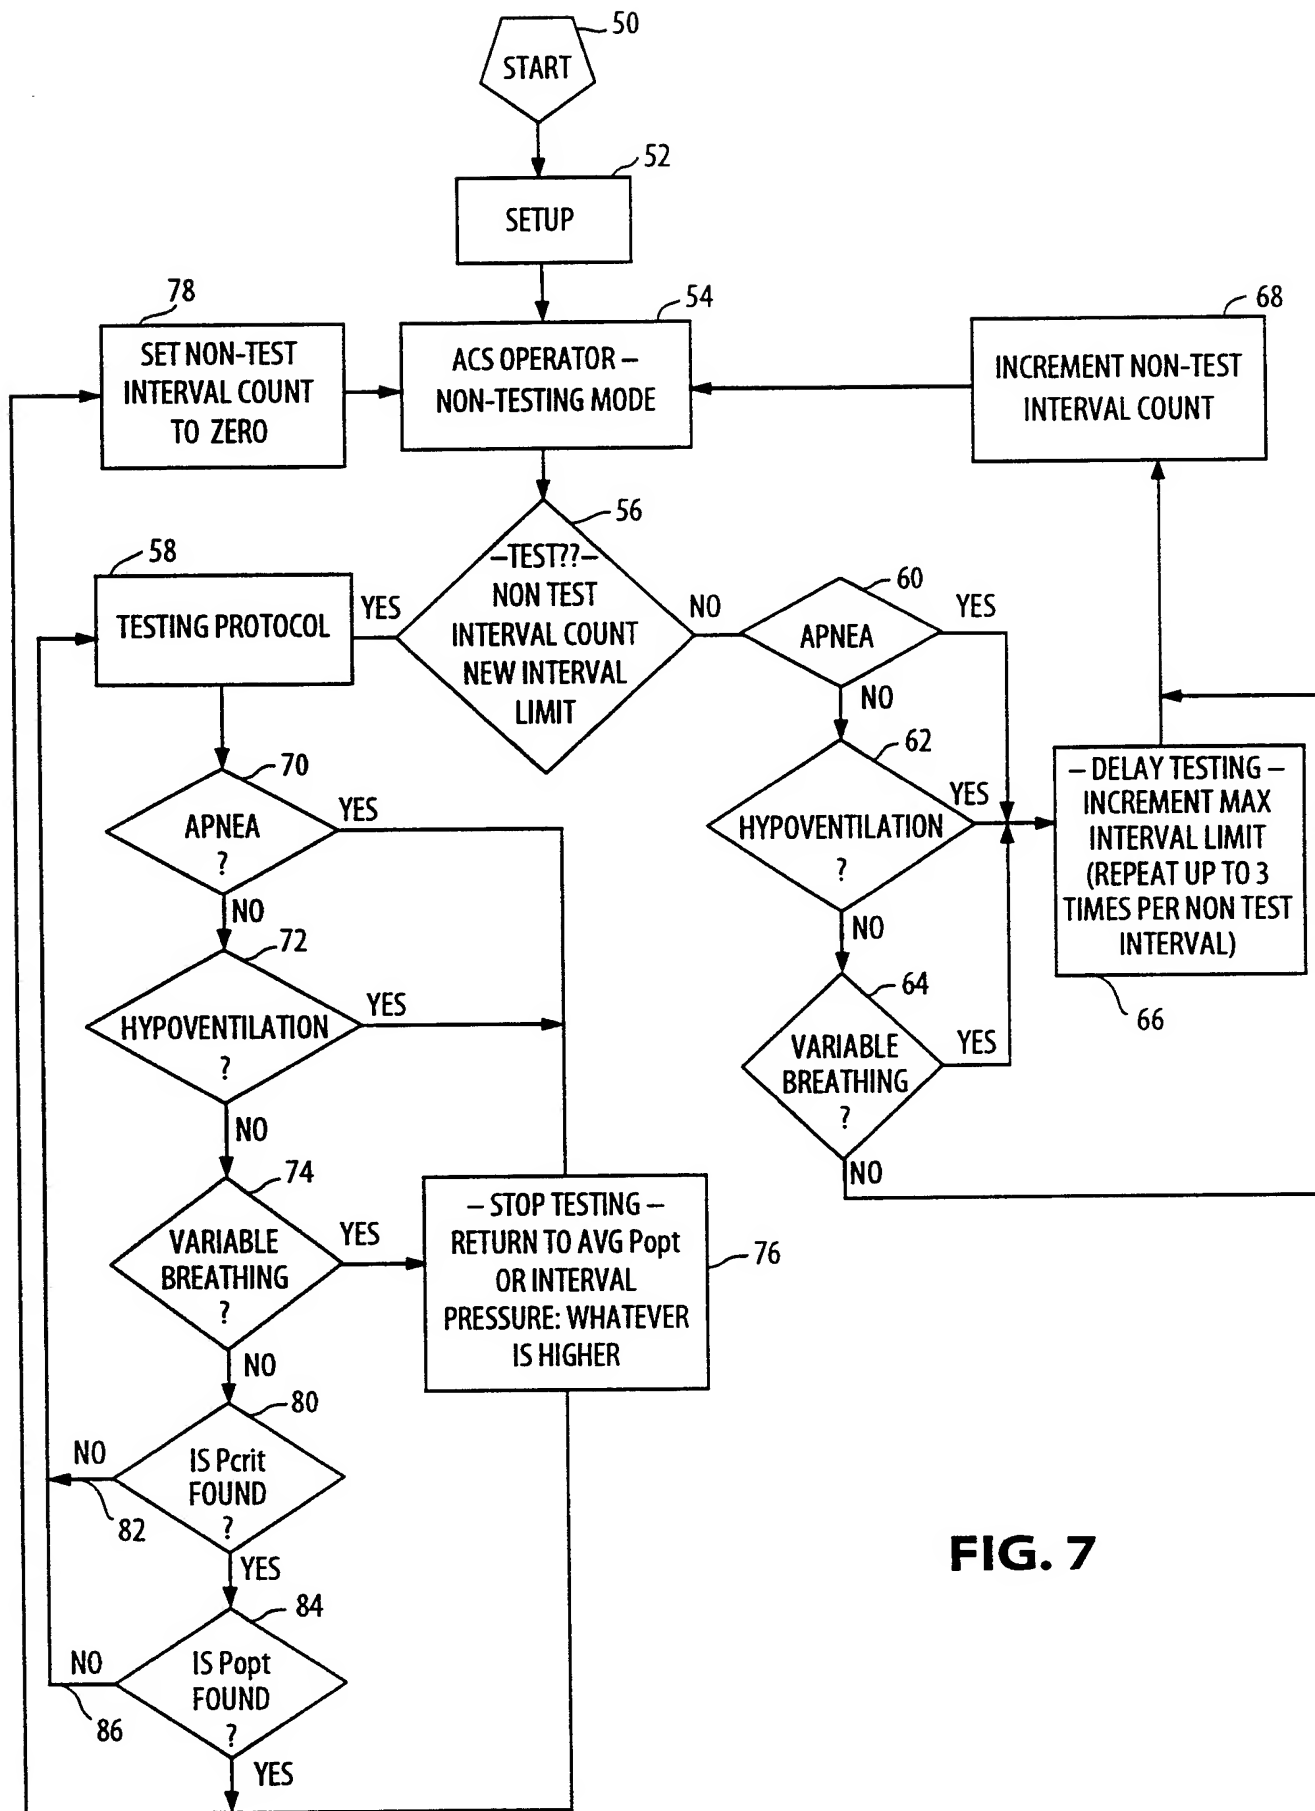 50
START
52
SETUP
78
SET NON-TEST
INTERVAL COUNT
TO ZERO
54
ACS OPERATOR –
NON-TESTING MODE
68
INCREMENT NON-TEST
INTERVAL COUNT
56
–TEST??–
NON TEST
INTERVAL COUNT
NEW INTERVAL
LIMIT
58
TESTING PROTOCOL
YES
NO
60
APNEA
YES
NO
62
HYPOVENTILATION
?
YES
NO
64
VARIABLE
BREATHING
?
YES
NO
– DELAY TESTING –
INCREMENT MAX
INTERVAL LIMIT
(REPEAT UP TO 3
TIMES PER NON TEST
INTERVAL)
66
70
APNEA
?
YES
NO
72
HYPOVENTILATION
?
YES
NO
74
VARIABLE
BREATHING
?
YES
NO
– STOP TESTING –
RETURN TO AVG Popt
OR INTERVAL
PRESSURE: WHATEVER
IS HIGHER
76
80
IS Pcrit
FOUND
?
NO
82
YES
84
IS Popt
FOUND
?
NO
86
YES
FIG. 7